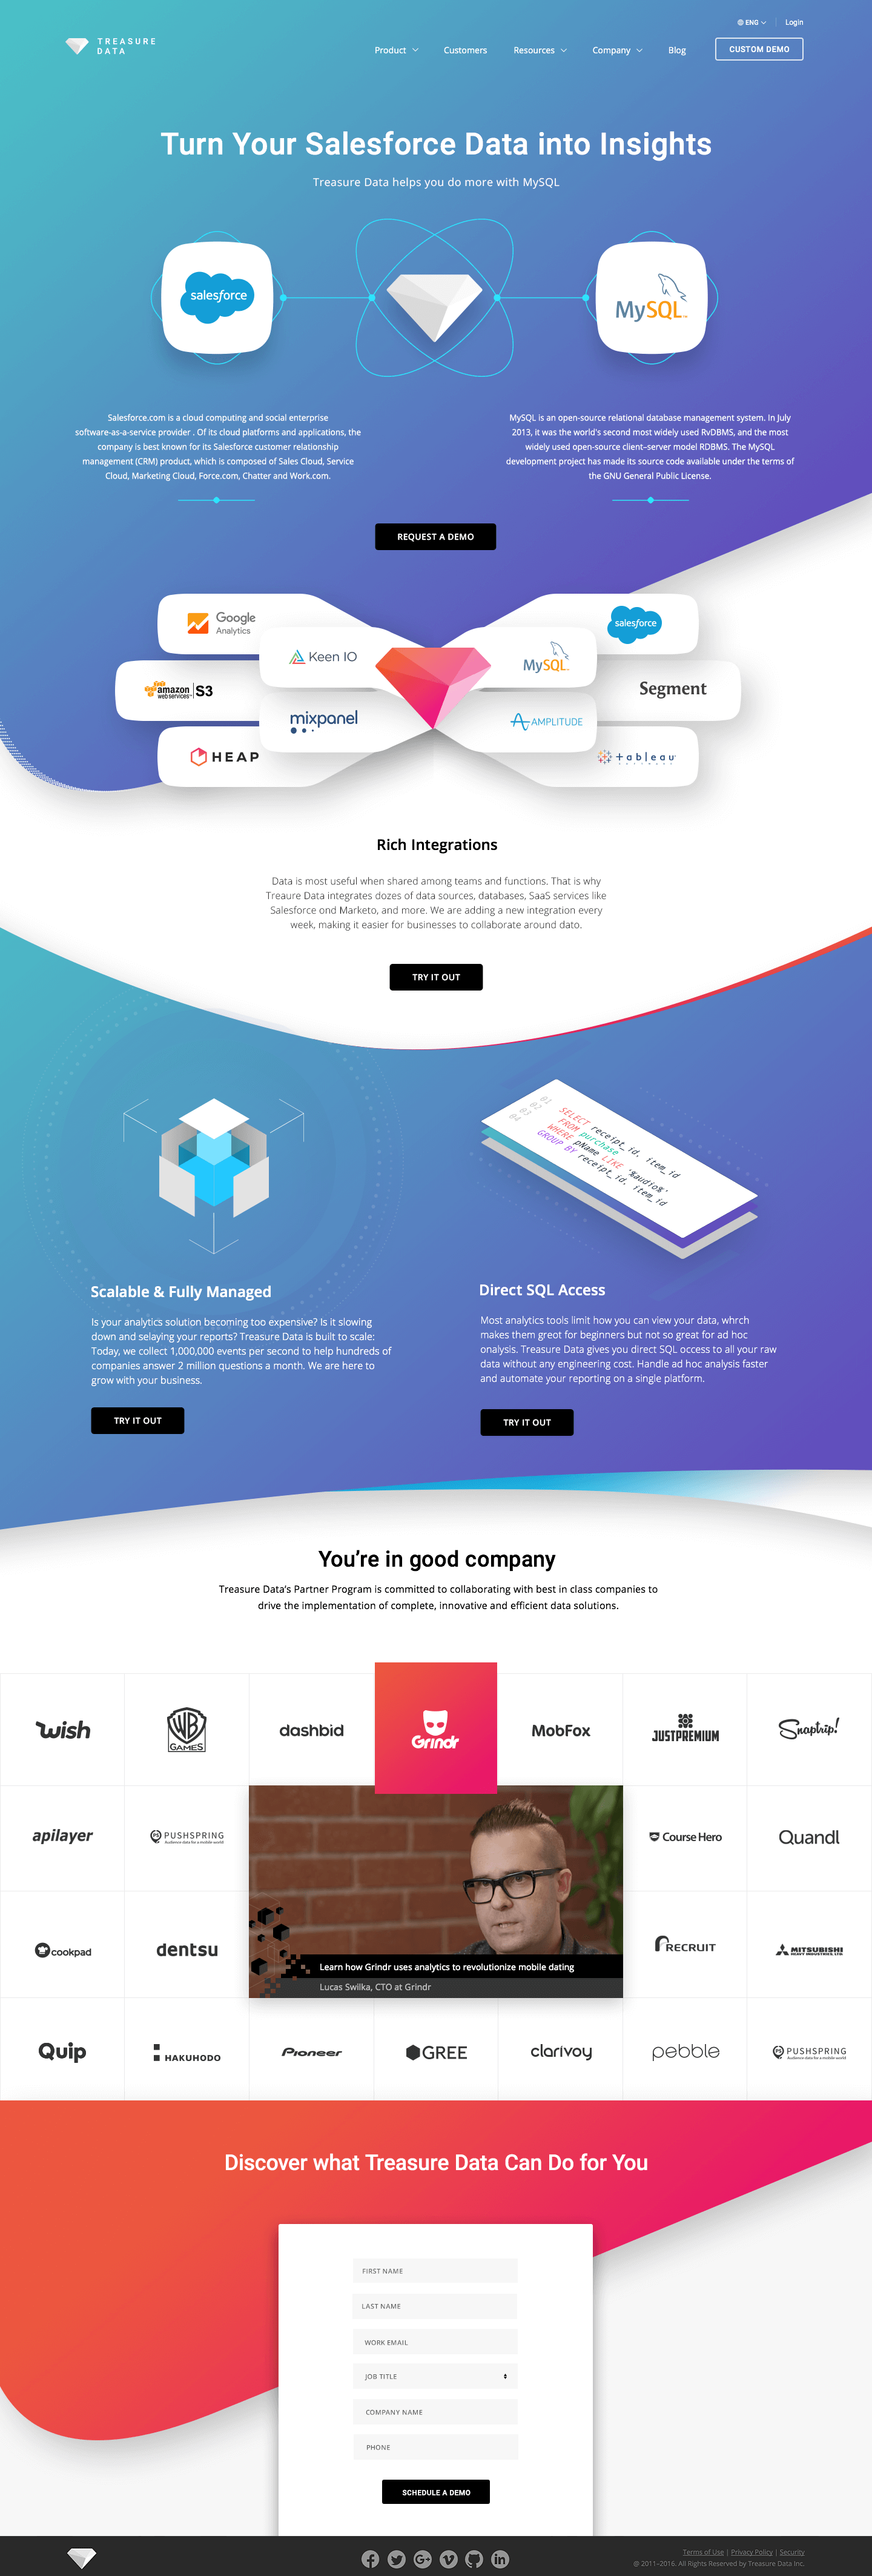 ENG
Login
TREASURE
DATA
Product
Customers
Resources
Company
Blog
CUSTOM DEMO
Turn Your Salesforce Data into Insights
Treasure Data helps you do more with MySQL
salesforce
MySQL
Salesforce.com is a cloud computing and social enterprise
software-as-a-service provider . Of its cloud platforms and applications, the
company is best known for its Salesforce customer relationship
management (CRM) product, which is composed of Sales Cloud, Service
Cloud, Marketing Cloud, Force.com, Chatter and Work.com.
MySQL is an open-source relational database management system. In July
2013, it was the world's second most widely used RvDBMS, and the most
widely used open-source client–server model RDBMS. The MySQL
development project has made its source code available under the terms of
the GNU General Public License.
REQUEST A DEMO
Google
Analytics
salesforce
Keen IO
MySQL
amazon
web services
S3
Segment
mixpanel
AMPLITUDE
HEAP
+ableau
Rich Integrations
Data is most useful when shared among teams and functions. That is why
Treaure Data integrates dozes of data sources, databases, SaaS services like
Salesforce ond Marketo, and more. We are adding a new integration every
week, making it easier for businesses to collaborate around dato.
TRY IT OUT
01
02
03
04
SELECT receipt_id, item_id
FROM purchase
WHERE pName LIKE '%audio%'
GROUP BY receipt_id, item_id
Scalable & Fully Managed
Is your analytics solution becoming too expensive? Is it slowing
down and selaying your reports? Treasure Data is built to scale:
Today, we collect 1,000,000 events per second to help hundreds of
companies answer 2 million questions a month. We are here to
grow with your business.
TRY IT OUT
Direct SQL Access
Most analytics tools limit how you can view your data, whrch
makes them great for beginners but not so great for ad hoc
onalysis. Treasure Data gives you direct SQL occess to all your raw
data without any engineering cost. Handle ad hoc analysis faster
and automate your reporting on a single platform.
TRY IT OUT
You're in good company
Treasure Data's Partner Program is committed to collaborating with best in class companies to
drive the implementation of complete, innovative and efficient data solutions.
wish
WB
GAMES
dashbid
Grindr
MobFox
JUSTPREMIUM
Snaptrip!
apilayer
PS PUSHSPRING
Audience data for a mobile world
Course Hero
Quandl
cookpad
dentsu
Learn how Grindr uses analytics to revolutionize mobile dating
Lucas Swiłka, CTO at Grindr
RECRUIT
MITSUBISHI
HEAVY INDUSTRIES, LTD.
Quip
HAKUHODO
Pioneer
GREE
clarivoy
pebble
PS PUSHSPRING
Audience data for a mobile world
Discover what Treasure Data Can Do for You
FIRST NAME
LAST NAME
WORK EMAIL
JOB TITLE
COMPANY NAME
PHONE
SCHEDULE A DEMO
Terms of Use | Privacy Policy | Security
@ 2011–2016. All Rights Reserved by Treasure Data Inc.